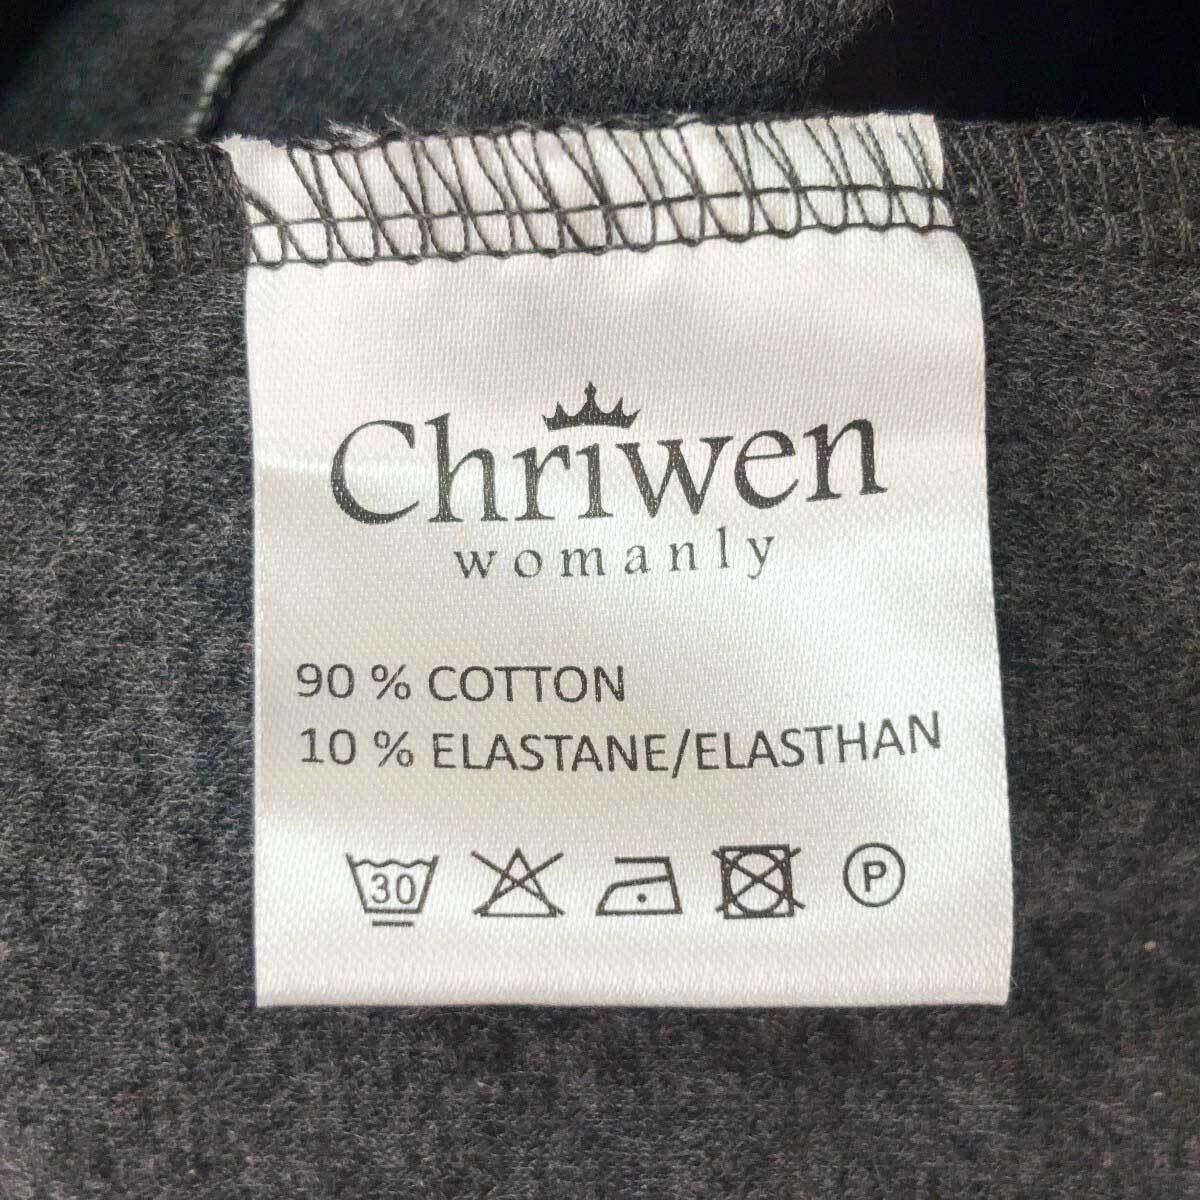 Chriwen
womanly
90 % COTTON
10 % ELASTANE/ELASTHAN
30
P